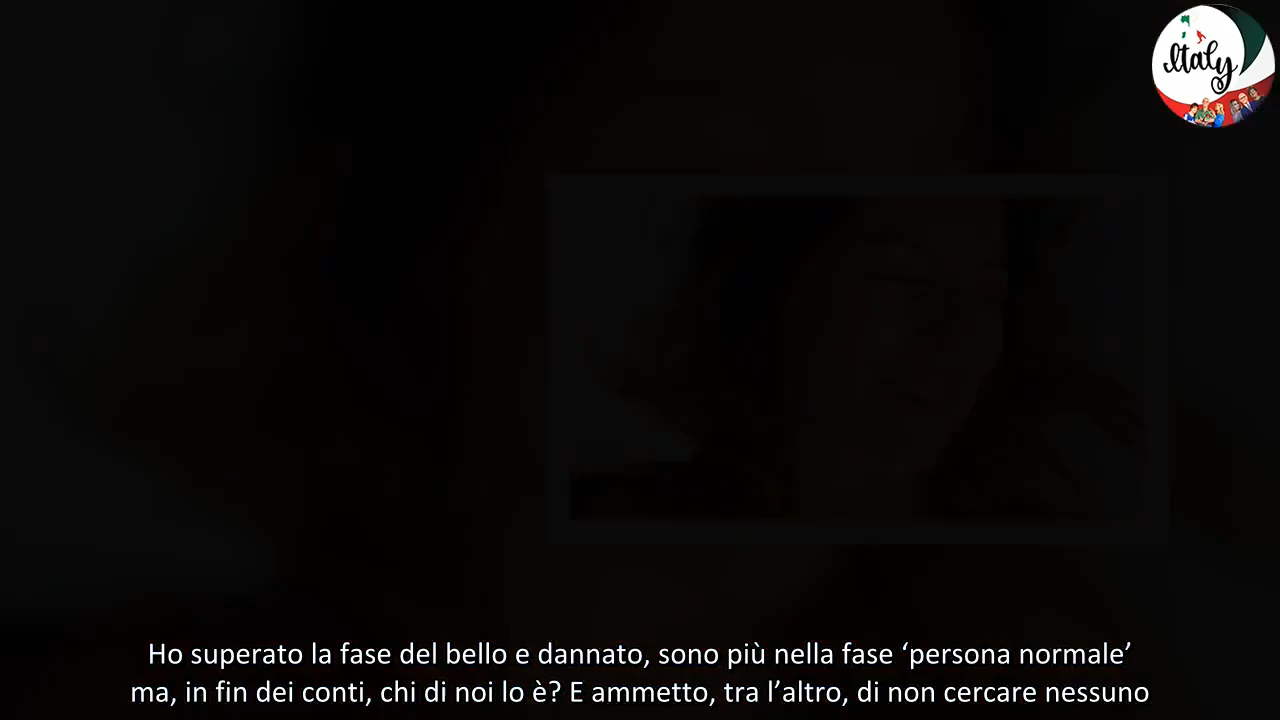 Italy
Ho superato la fase del bello e dannato, sono più nella fase ‘persona normale’
ma, in fin dei conti, chi di noi lo è? E ammetto, tra l’altro, di non cercare nessuno